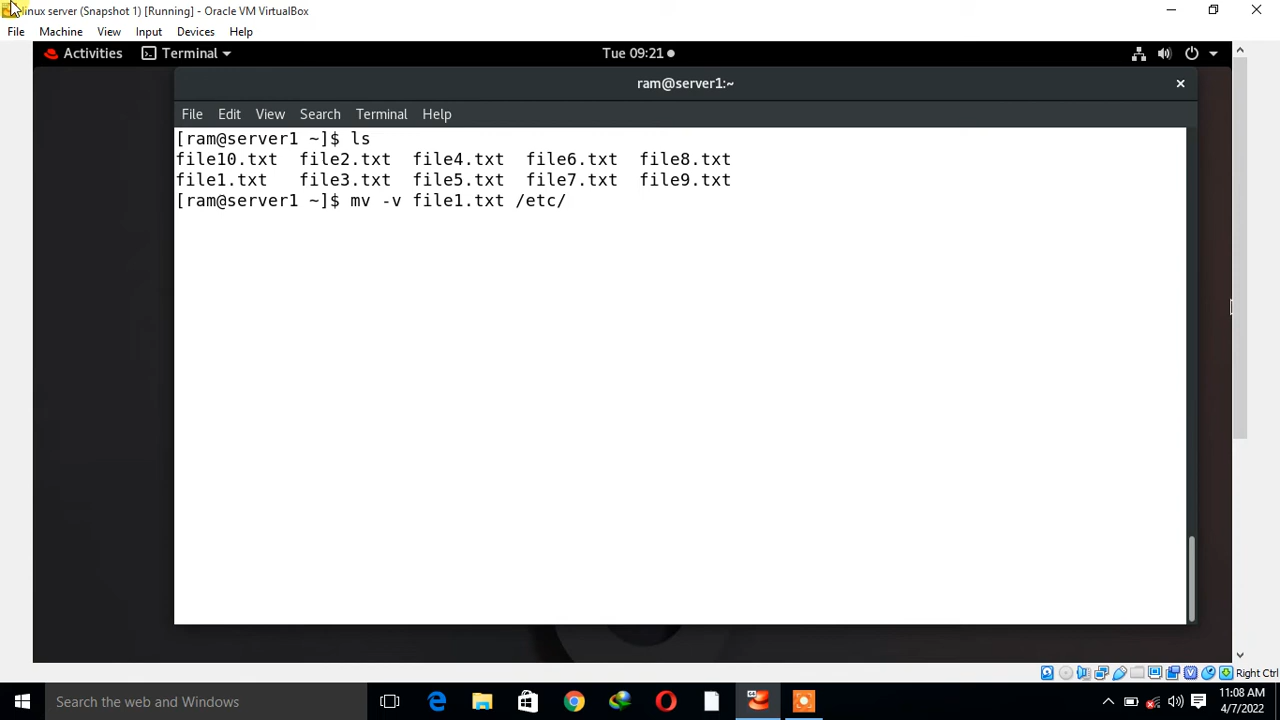 linux server (Snapshot 1) [Running] - Oracle VM VirtualBox
File Machine View Input Devices Help
Activities Terminal Tue 09:21
ram@server1:~
File Edit View Search Terminal Help
[ram@server1 ~]$ ls
file10.txt file2.txt file4.txt file6.txt file8.txt
file1.txt file3.txt file5.txt file7.txt file9.txt
[ram@server1 ~]$ mv -v file1.txt /etc/
Right Ctrl
Search the web and Windows
11:08 AM
4/7/2022